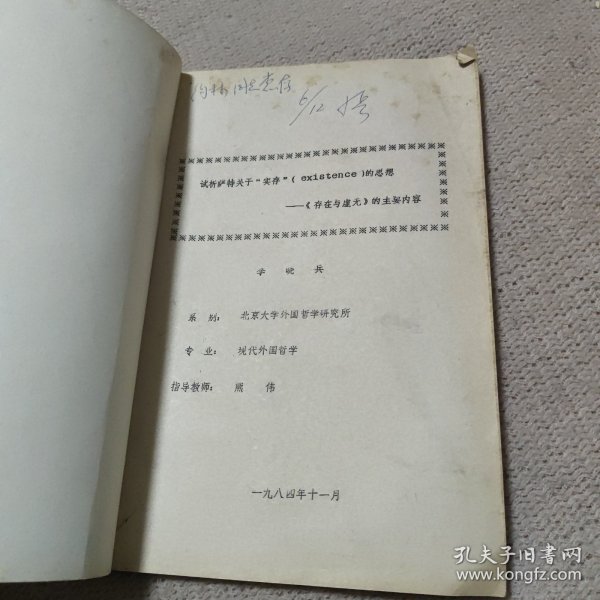 试析萨特关于“实存”（existence）的思想
——《存在与虚无》的主要内容
系 别： 北京大学外国哲学研究所
专 业： 现代外国哲学
指导教师： 熊 伟
一九八四年十一月
孔夫子旧书网
www.kongfz.com